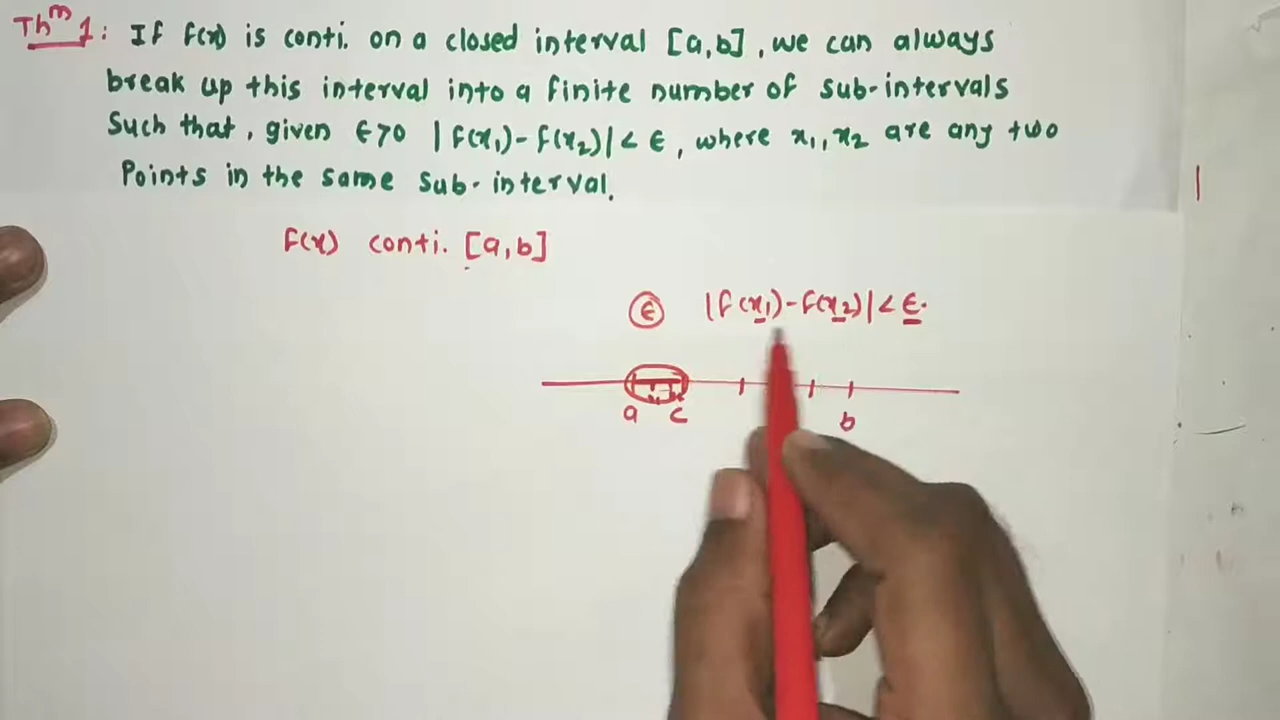 Thm 1: If f(x) is conti. on a closed interval [a,b], we can always
break up this interval into a finite number of sub-intervals
Such that, given ϵ>0 |f(x₁)-f(x₂)|<ϵ, where x₁,x₂ are any two
Points in the same sub-interval.
f(x) conti. [a,b]
ϵ |f(x₁)-f(x₂)|<ϵ.
a c b